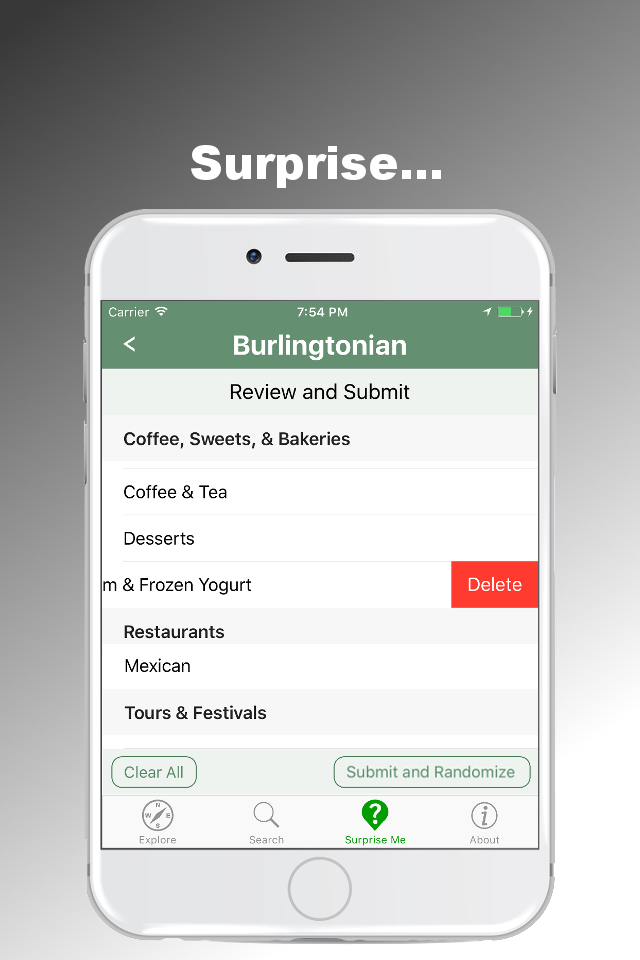 Surprise...
Carrier 7:54 PM
< Burlingtonian
Review and Submit
Coffee, Sweets, & Bakeries
Coffee & Tea
Desserts
m & Frozen Yogurt Delete
Restaurants
Mexican
Tours & Festivals
Clear All Submit and Randomize
N W E S ? i
Explore Search Surprise Me About